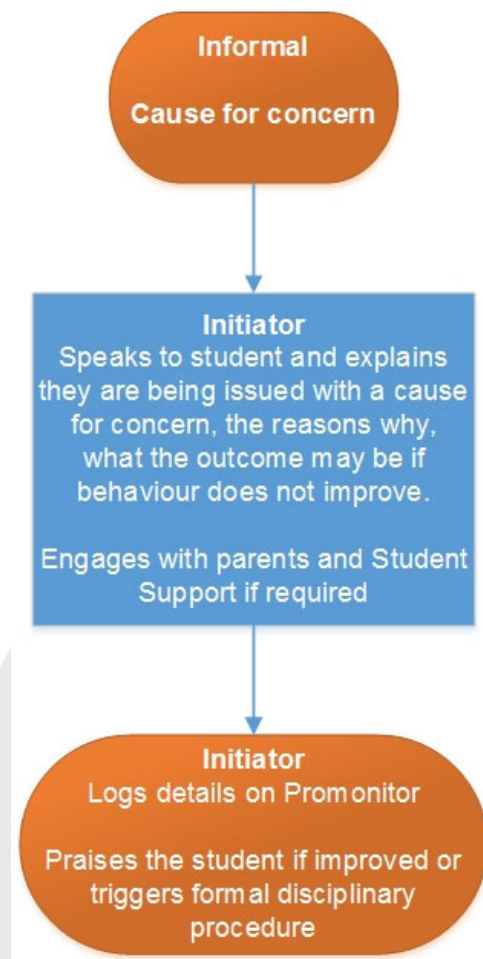 Informal
Cause for concern
Initiator
Speaks to student and explains
they are being issued with a cause
for concern, the reasons why,
what the outcome may be if
behaviour does not improve.
Engages with parents and Student
Support if required
Initiator
Logs details on Promonitor
Praises the student if improved or
triggers formal disciplinary
procedure